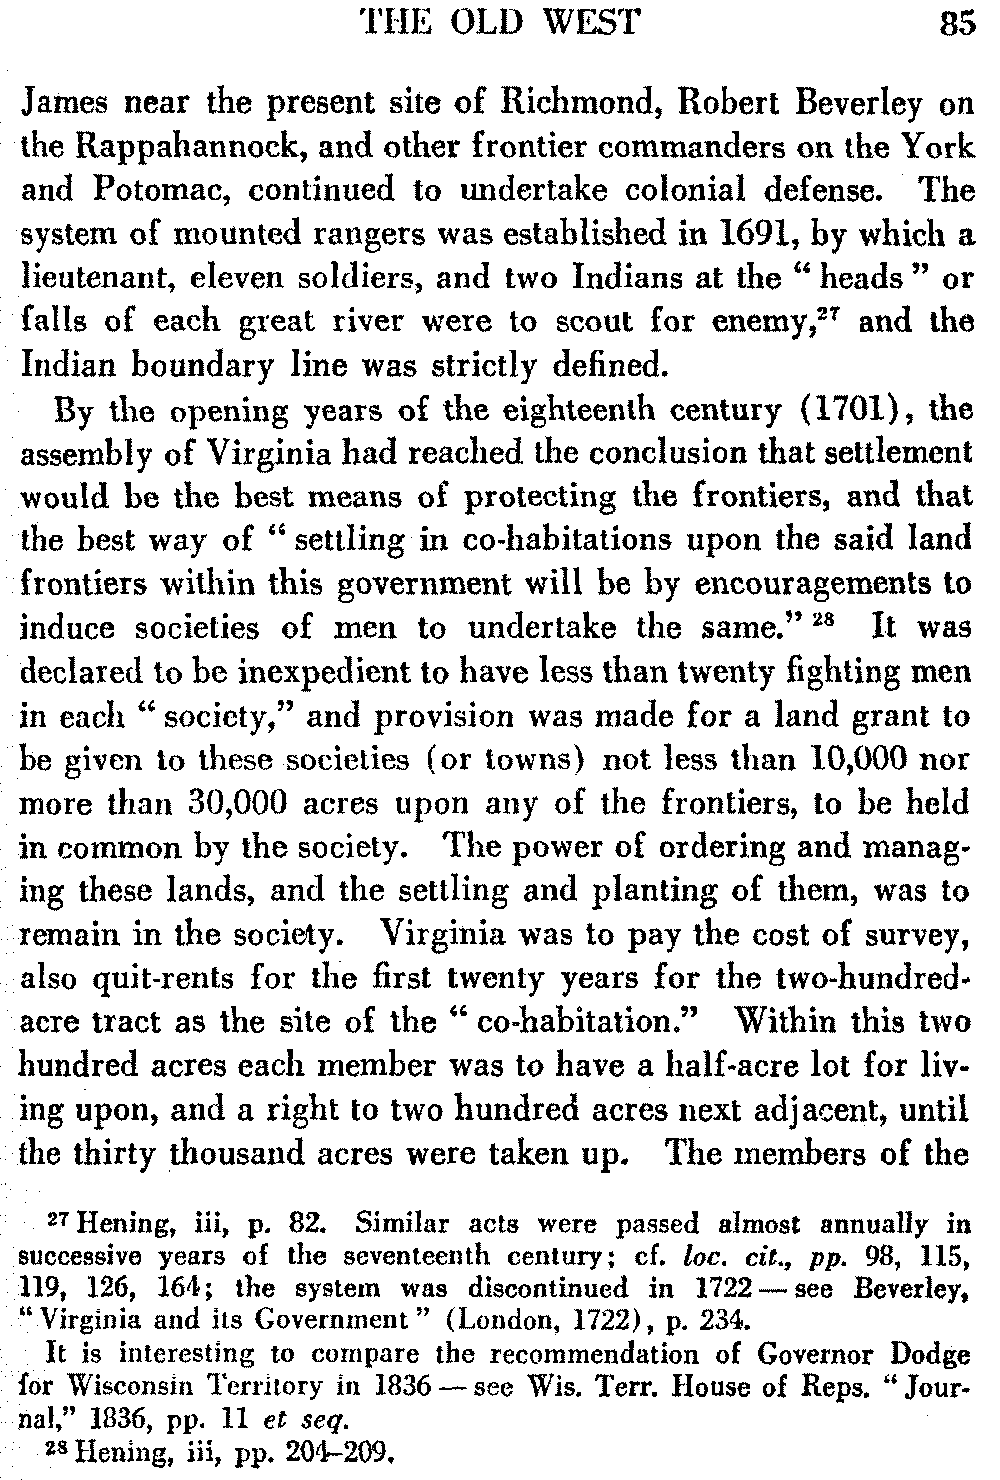 THE OLD WEST 85
James near the present site of Richmond, Robert Beverley on
the Rappahannock, and other frontier commanders on the York
and Potomac, continued to undertake colonial defense. The
system of mounted rangers was established in 1691, by which a
lieutenant, eleven soldiers, and two Indians at the “ heads ” or
falls of each great river were to scout for enemy,²⁷ and the
Indian boundary line was strictly defined.
By the opening years of the eighteenth century (1701), the
assembly of Virginia had reached the conclusion that settlement
would be the best means of protecting the frontiers, and that
the best way of “ settling in co-habitations upon the said land
frontiers within this government will be by encouragements to
induce societies of men to undertake the same.” ²⁸ It was
declared to be inexpedient to have less than twenty fighting men
in each “ society,” and provision was made for a land grant to
be given to these societies (or towns) not less than 10,000 nor
more than 30,000 acres upon any of the frontiers, to be held
in common by the society. The power of ordering and manag-
ing these lands, and the settling and planting of them, was to
remain in the society. Virginia was to pay the cost of survey,
also quit-rents for the first twenty years for the two-hundred-
acre tract as the site of the “ co-habitation.” Within this two
hundred acres each member was to have a half-acre lot for liv-
ing upon, and a right to two hundred acres next adjacent, until
the thirty thousand acres were taken up. The members of the
²⁷ Hening, iii, p. 82. Similar acts were passed almost annually in
successive years of the seventeenth century; cf. loc. cit., pp. 98, 115,
119, 126, 164; the system was discontinued in 1722 — see Beverley,
“ Virginia and its Government ” (London, 1722), p. 234.
It is interesting to compare the recommendation of Governor Dodge
for Wisconsin Territory in 1836 — see Wis. Terr. House of Reps. “ Jour-
nal,” 1836, pp. 11 et seq.
²⁸ Hening, iii, pp. 204–209.